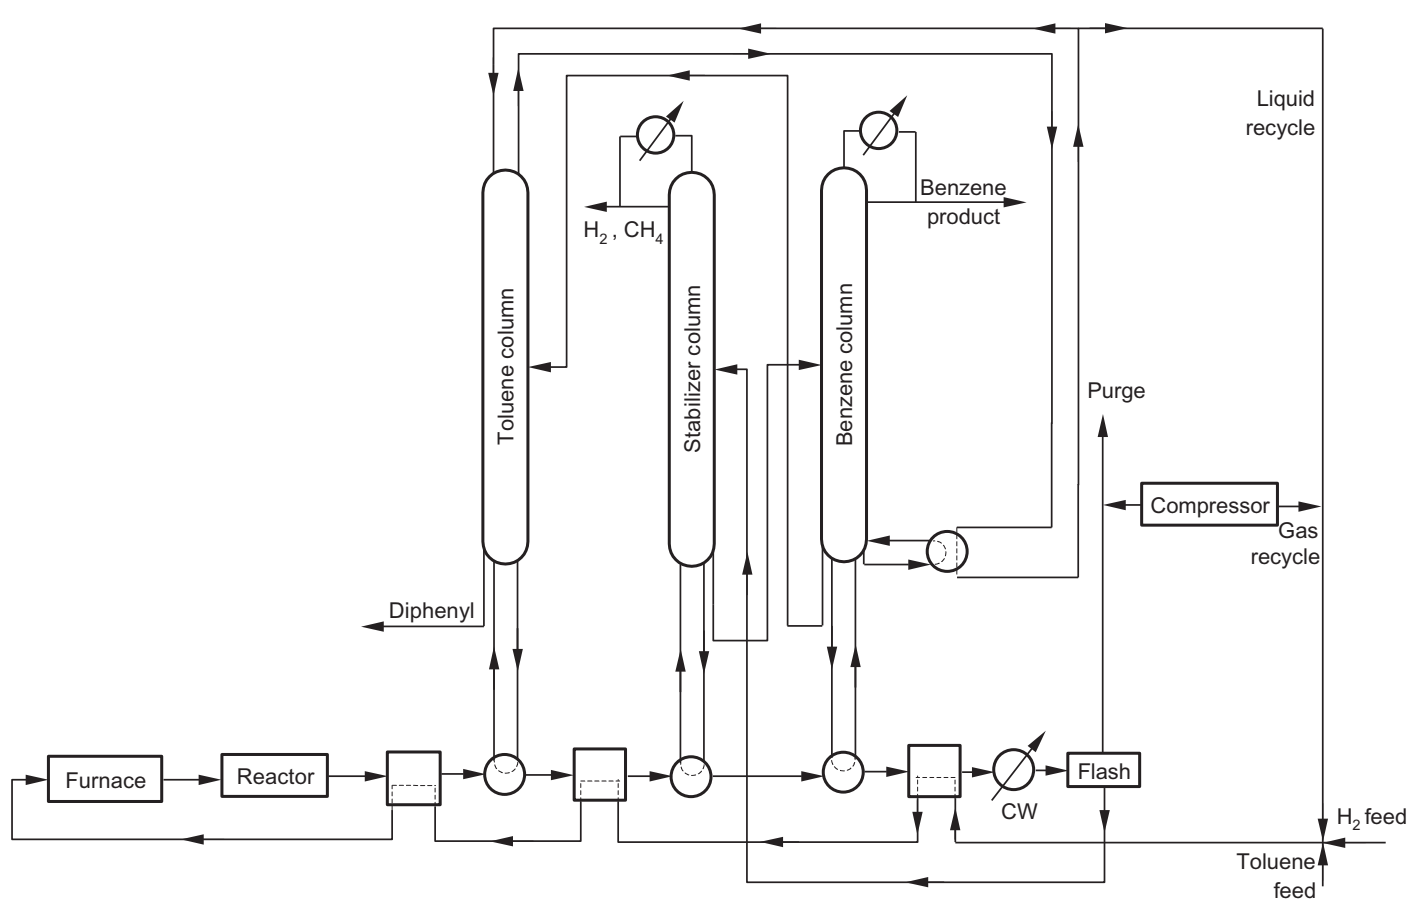 Liquid
recycle
Benzene
product
H2 , CH4
Toluene column
Stabilizer column
Benzene column
Purge
Compressor
Gas
recycle
Diphenyl
Furnace
Reactor
Flash
CW
H2 feed
Toluene
feed